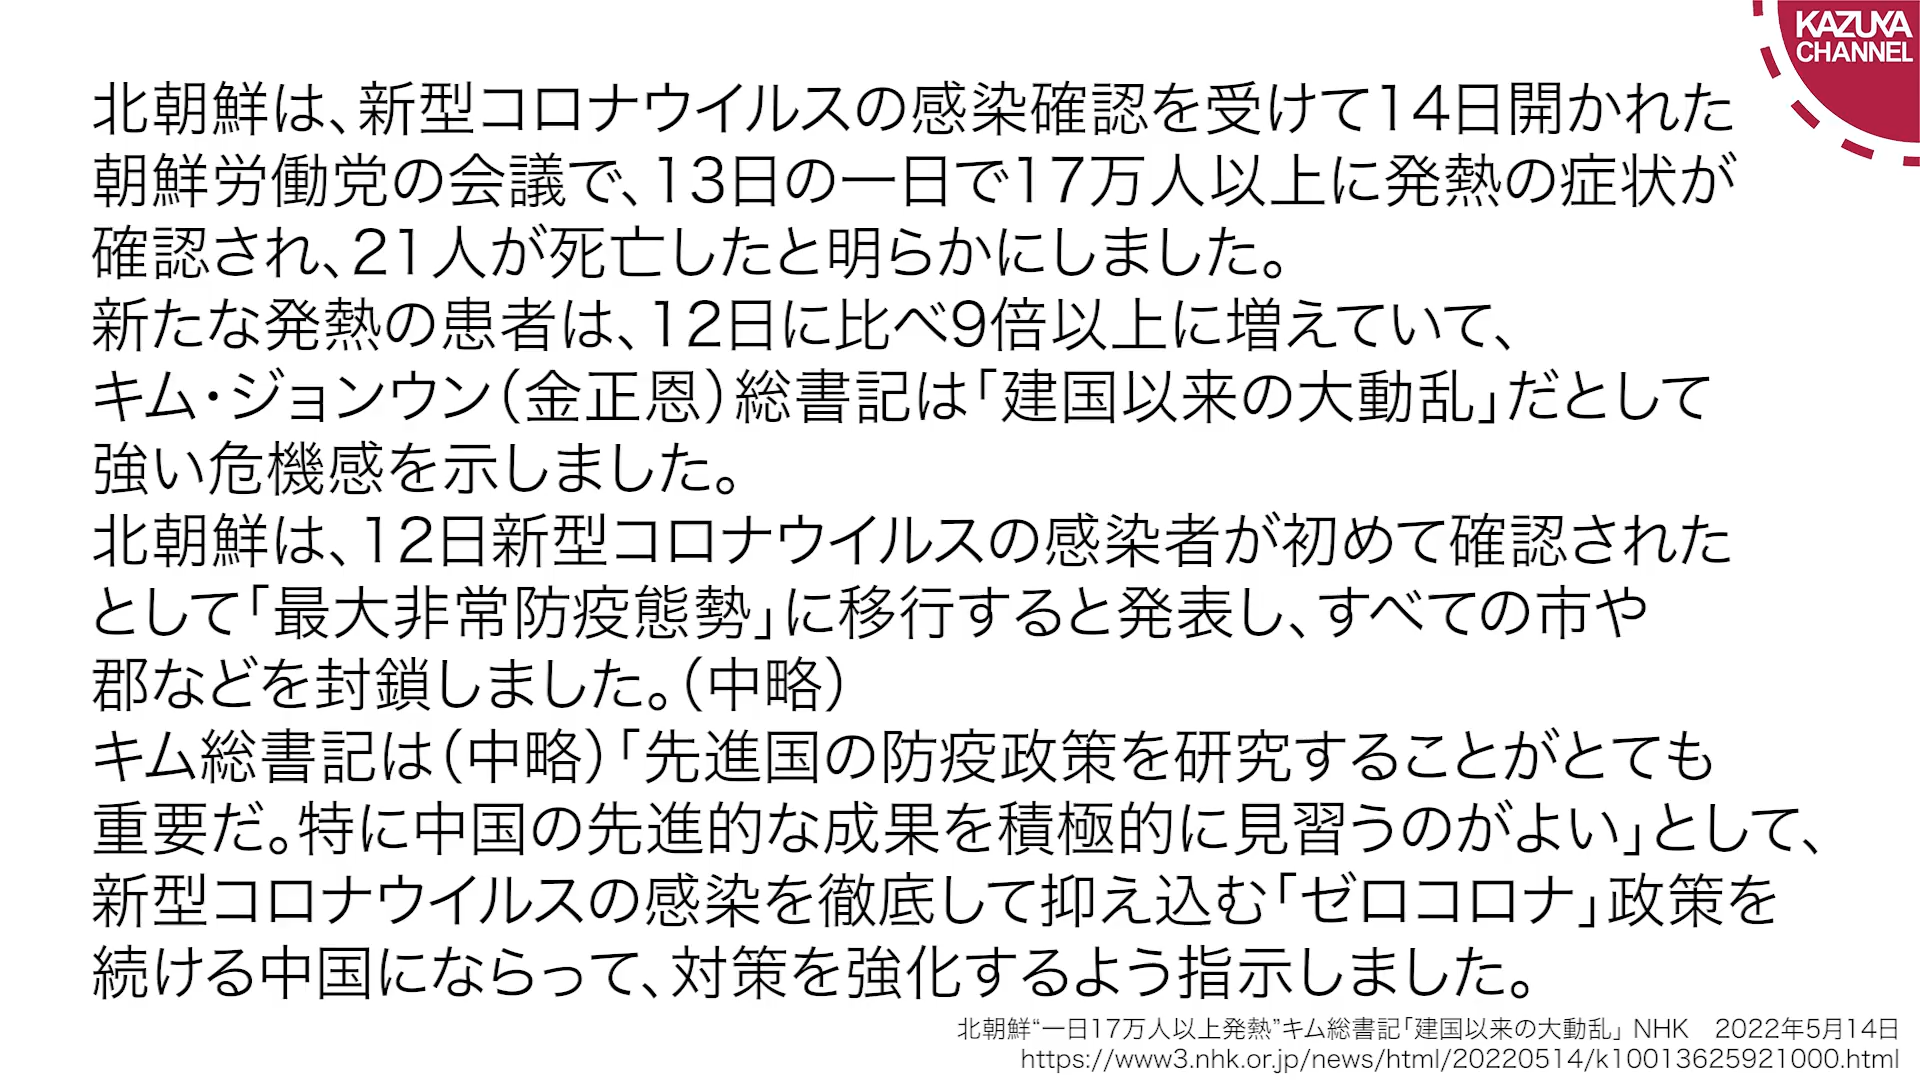 KAZUYA
CHANNEL
北朝鮮は、新型コロナウイルスの感染確認を受けて14日開かれた
朝鮮労働党の会議で、13日の一日で17万人以上に発熱の症状が
確認され、21人が死亡したと明らかにしました。
新たな発熱の患者は、12日に比べ9倍以上に増えていて、
キム・ジョンウン（金正恩）総書記は「建国以来の大動乱」だとして
強い危機感を示しました。
北朝鮮は、12日新型コロナウイルスの感染者が初めて確認された
として「最大非常防疫態勢」に移行すると発表し、すべての市や
郡などを封鎖しました。（中略）
キム総書記は（中略）「先進国の防疫政策を研究することがとても
重要だ。特に中国の先進的な成果を積極的に見習うのがよい」として、
新型コロナウイルスの感染を徹底して抑え込む「ゼロコロナ」政策を
続ける中国にならって、対策を強化するよう指示しました。
北朝鮮“一日17万人以上発熱”キム総書記「建国以来の大動乱」 NHK　2022年5月14日
https://www3.nhk.or.jp/news/html/20220514/k10013625921000.html